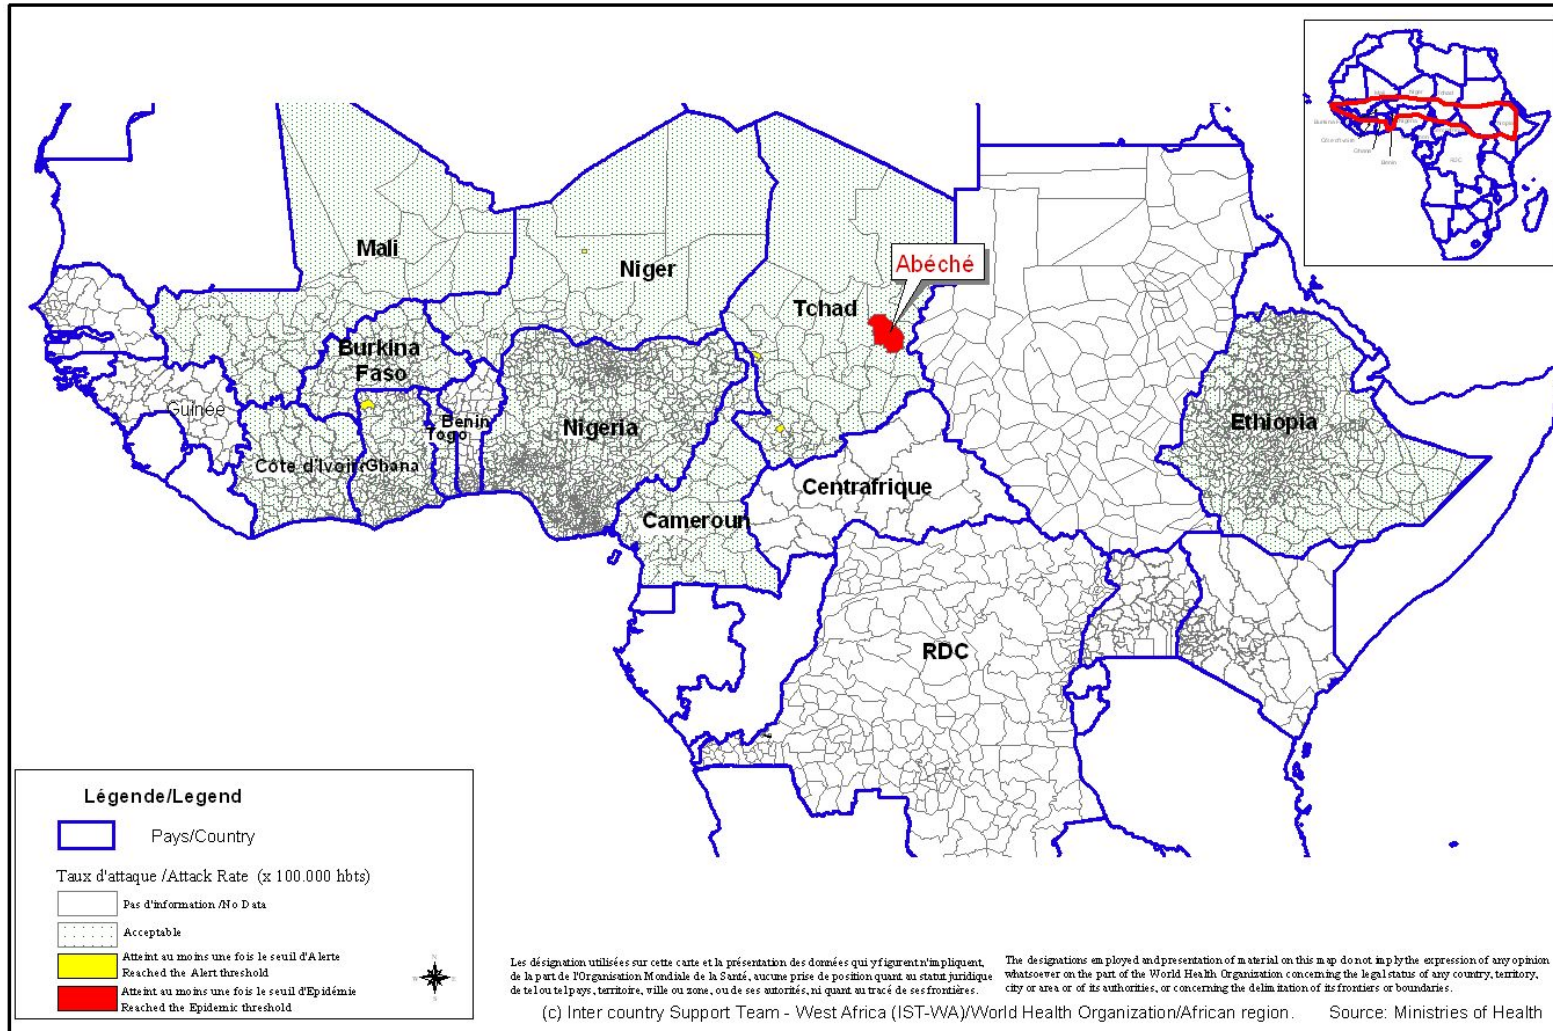 Mali
Niger
Tchad
Burkina
Benin
RDC
Abéché
Mali
Niger
Tchad
Burkina
Faso
Guinée
Nigeria
Benin
Togo
Côte d'Ivoire
Ghana
Cameroun
Centrafrique
Ethiopia
RDC
Légende/Legend
Pays/Country
Taux d'attaque /Attack Rate (x 100.000 hbts)
Pas d'information /No Data
Acceptable
Atteint au moins une fois le seuil d'Alerte
Reached the Alert threshold
Atteint au moins une fois le seuil d'Epidémie
Reached the Epidemic threshold
Les désignation utilisées sur cette carte et la présentation des données qui y figurent n'impliquent,
de la part de l'Organisation Mondiale de la Santé, aucune prise de position quant au statut juridique
de tel ou tel pays, territoire, ville ou zone, ou de ses autorités, ni quant au tracé de ses frontières.
The designations employed and presentation of material on this map do not imply the expression of any opinion
whatsoever on the part of the World Health Organization concerning the legal status of any country, territory,
city or area or of its authorities, or concerning the delimitation of its frontiers or boundaries.
(c) Inter country Support Team - West Africa (IST-WA)/World Health Organization/African region.
Source: Ministries of Health